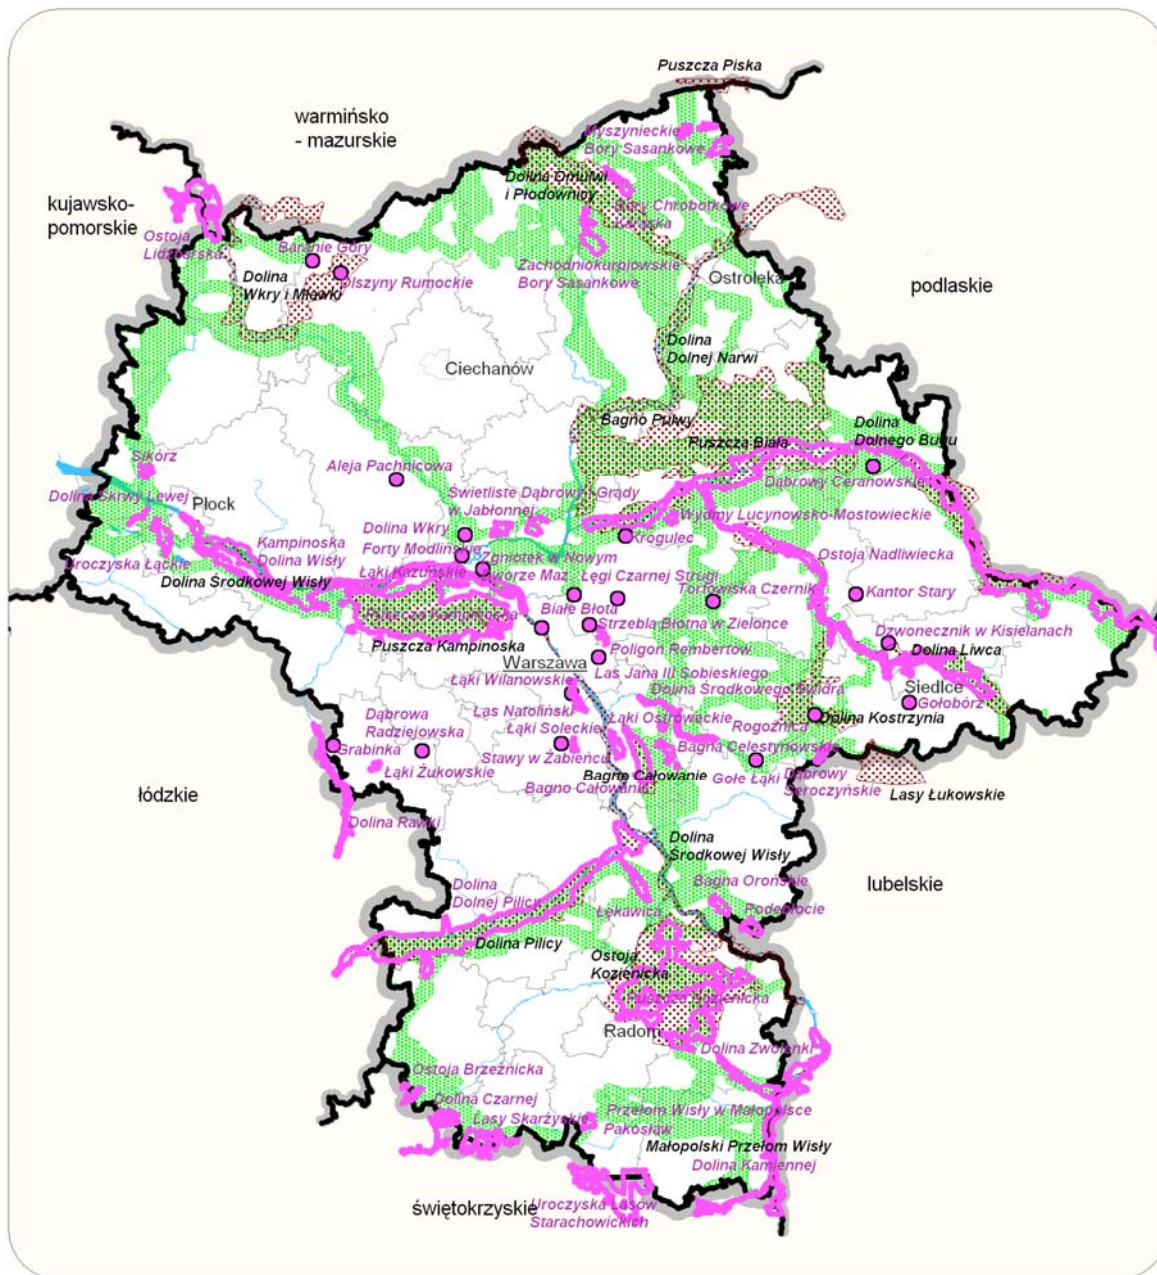 Puszcza Piska
warmińsko
- mazurskie
Myszynieckie
Bory Sasankowe
Dolina Omulwi
i Płodownicy
kujawsko-
pomorskie
Bory Chrobotkowe
Karaska
Ostoja
Lidzbarska
Baranie Góry
Zachodniokurpiowskie
Bory Sasankowe
Ostrołęka
Dolina
Wkry i Mławki
Olszyny Rumockie
podlaskie
Dolina
Dolnej Narwi
Ciechanów
Bagno Pulwy
Puszcza Biała
Dolina
Dolnego Bugu
Sikórz
Aleja Pachnicowa
Dąbrowy Ceranowskie
Dolina Skrwy Lewej
Płock
Świetliste Dąbrowy i Grądy
w Jabłonnej
Wydmy Lucynowsko-Mostowieckie
Dolina Wkry
Krogulec
Kampinoska
Dolina Wisły
Forty Modlińskie
Zgniotek w Nowym
Dworze Maz.
Ostoja Nadliwiecka
Uroczyska Łąckie
Dolina Środkowej Wisły
Łąki Kazuńskie
Łęgi Czarnej Strugi
Torfowiska Czernik
Kantor Stary
Puszcza Kampinoska
Białe Błota
Strzebla Błotna w Zielonce
Dzwonecznik w Kisielanach
Puszcza Kampinoska
Poligon Rembertów
Dolina Liwca
Warszawa
Las Jana III Sobieskiego
Łąki Wilanowskie
Dolina Środkowego Świdra
Siedlce
Gołobórz
Las Natoliński
Łąki Ostrówieckie
Rogoźnica
Dolina Kostrzynia
Dąbrowa
Radziejowska
Łąki Soleckie
Grabinka
Stawy w Żabieńcu
Bagna Celestynowskie
Łąki Żukowskie
Bagno Całowanie
Bagno Całowanie
Gołe Łąki
Dąbrowy
Seroczyńskie
Lasy Łukowskie
łódzkie
Dolina Rawki
Dolina
Środkowej Wisły
lubelskie
Dolina
Dolnej Pilicy
Bagna Orońskie
Łękawica
Podebłocie
Dolina Pilicy
Ostoja
Kozienicka
Puszcza Kozienicka
Radom
Dolina Zwolenki
Ostoja Brzeźnicka
Dolina Czarnej
Lasy Skarżyskie
Przełom Wisły w Małopolsce
Pakosław
Małopolski Przełom Wisły
Dolina Kamiennej
świętokrzyskie
Uroczyska Lasów
Starachowickich